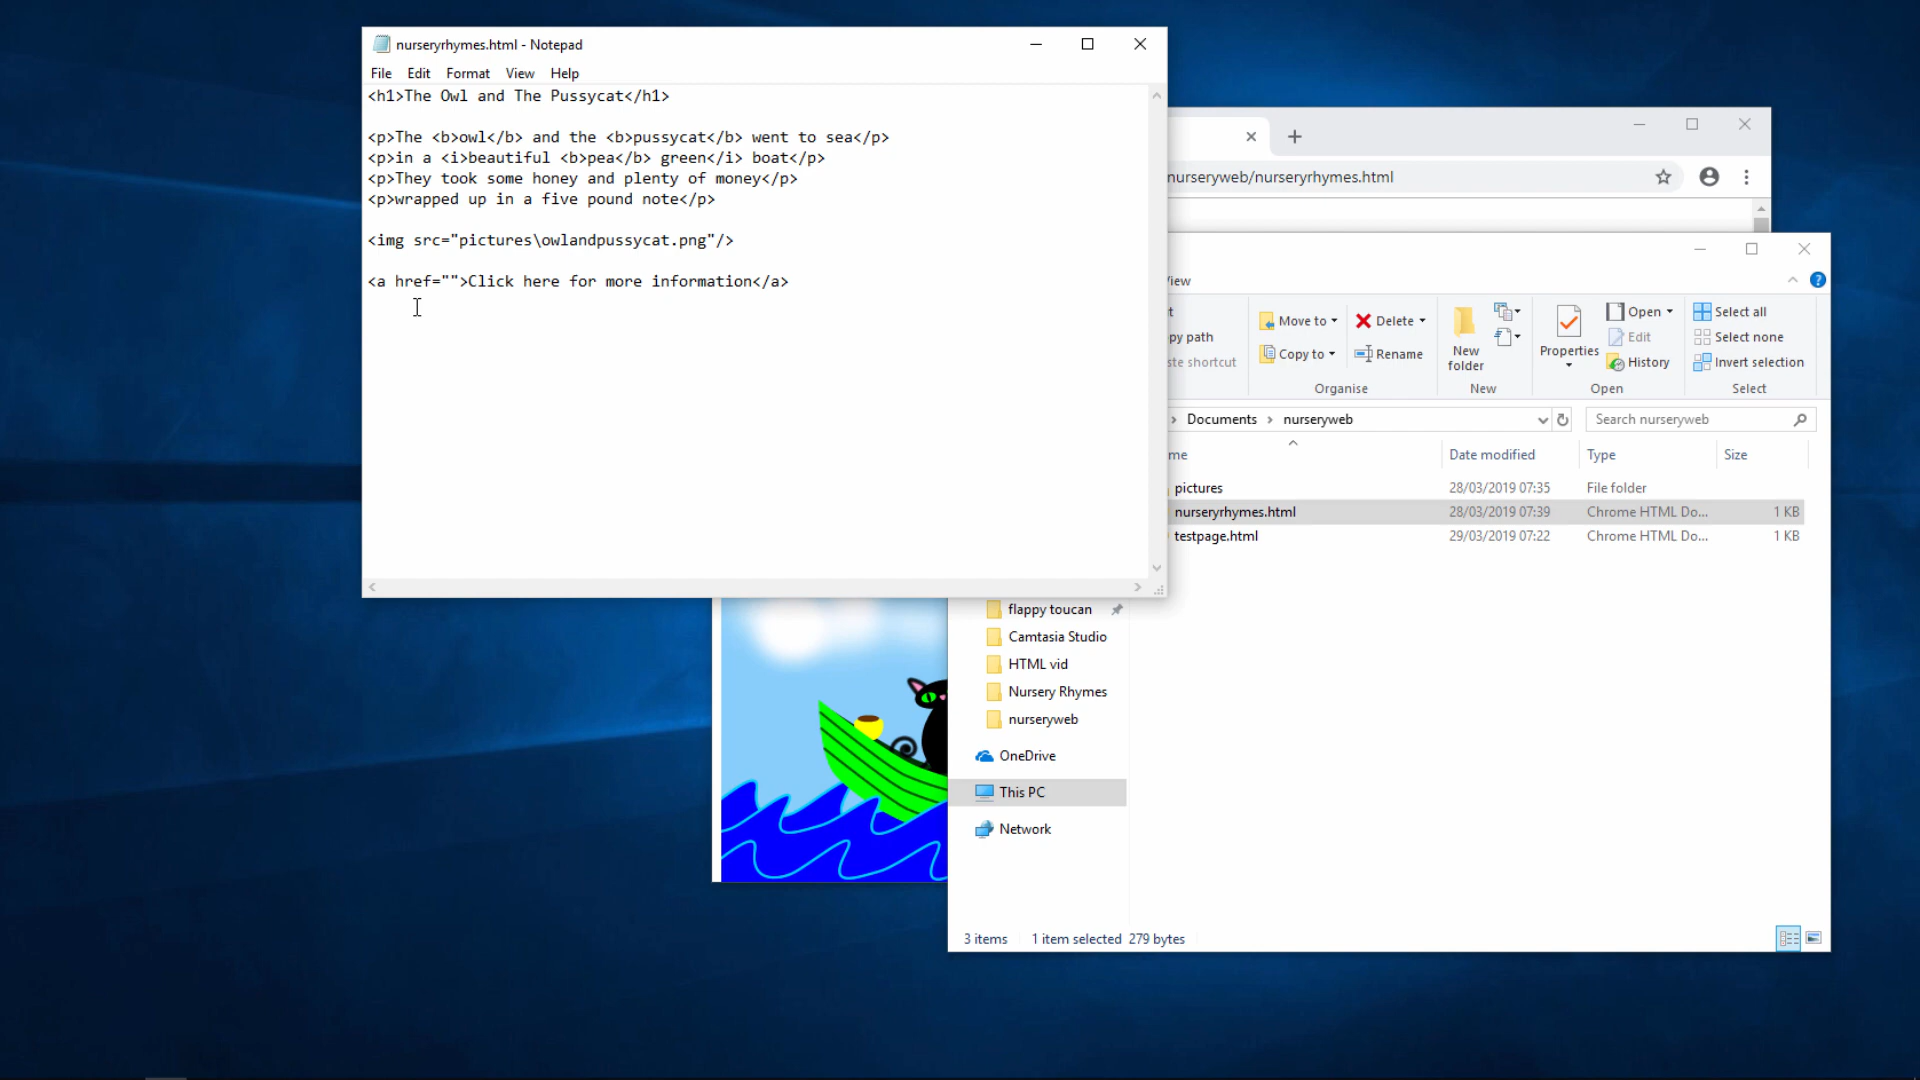 nurseryrhymes.html - Notepad
File Edit Format View Help
<h1>The Owl and The Pussycat</h1>
<p>The <b>owl</b> and the <b>pussycat</b> went to sea</p>
<p>in a <i>beautiful <b>pea</b> green</i> boat</p>
<p>They took some honey and plenty of money</p>
<p>wrapped up in a five pound note</p>
<img src="pictures\owlandpussycat.png"/>
<a href="">Click here for more information</a>
nurseryweb/nurseryrhymes.html
View
t
py path
ste shortcut
Move to
Copy to
Delete
Rename
Organise
New folder
New
Properties
Open
Edit
History
Open
Select all
Select none
Invert selection
Select
Documents > nurseryweb
Search nurseryweb
me Date modified Type Size
pictures 28/03/2019 07:35 File folder
nurseryrhymes.html 28/03/2019 07:39 Chrome HTML Do... 1 KB
testpage.html 29/03/2019 07:22 Chrome HTML Do... 1 KB
flappy toucan
Camtasia Studio
HTML vid
Nursery Rhymes
nurseryweb
OneDrive
This PC
Network
3 items 1 item selected 279 bytes